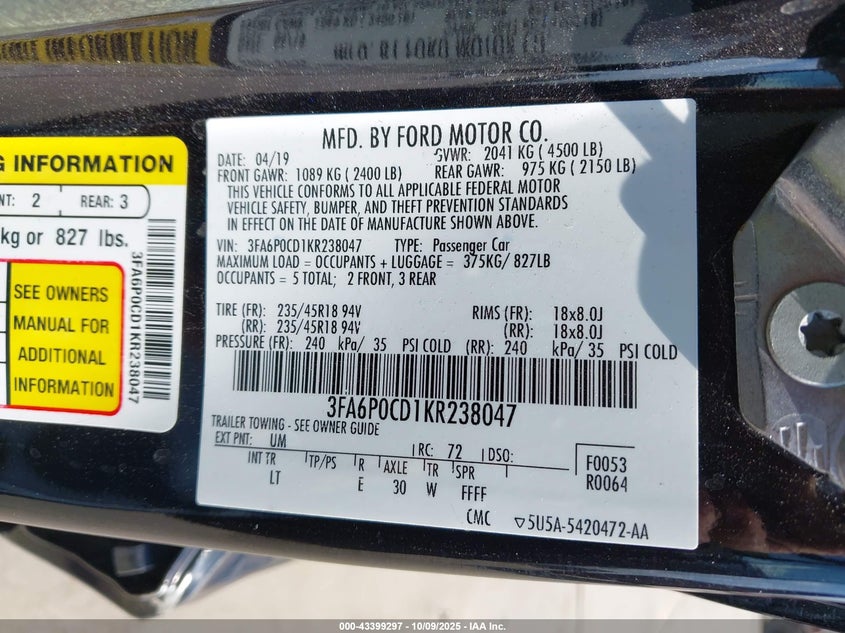 G INFORMATION
NT: 2 REAR: 3
kg or 827 lbs.
SEE OWNERS
MANUAL FOR
ADDITIONAL
INFORMATION
3FA6P0CD1KR238047
MFD. BY FORD MOTOR CO.
DATE: 04/19 GVWR: 2041 KG ( 4500 LB)
FRONT GAWR: 1089 KG ( 2400 LB) REAR GAWR: 975 KG ( 2150 LB)
THIS VEHICLE CONFORMS TO ALL APPLICABLE FEDERAL MOTOR
VEHICLE SAFETY, BUMPER, AND THEFT PREVENTION STANDARDS
IN EFFECT ON THE DATE OF MANUFACTURE SHOWN ABOVE.
VIN: 3FA6P0CD1KR238047 TYPE: Passenger Car
MAXIMUM LOAD = OCCUPANTS + LUGGAGE = 375KG/ 827LB
OCCUPANTS = 5 TOTAL; 2 FRONT, 3 REAR
TIRE (FR): 235/45R18 94V RIMS (FR): 18x8.0J
(RR): 235/45R18 94V (RR): 18x8.0J
PRESSURE (FR): 240 kPa/ 35 PSI COLD (RR): 240 kPa/ 35 PSI COLD
3FA6P0CD1KR238047
TRAILER TOWING - SEE OWNER GUIDE
EXT PNT: UM RC: 72 DSO:
INT TR TP/PS R AXLE TR SPR
LT E 30 W FFFF
F0053
R0064
CMC 5U5A-5420472-AA
000-43399297 - 10/09/2025 - IAA Inc.